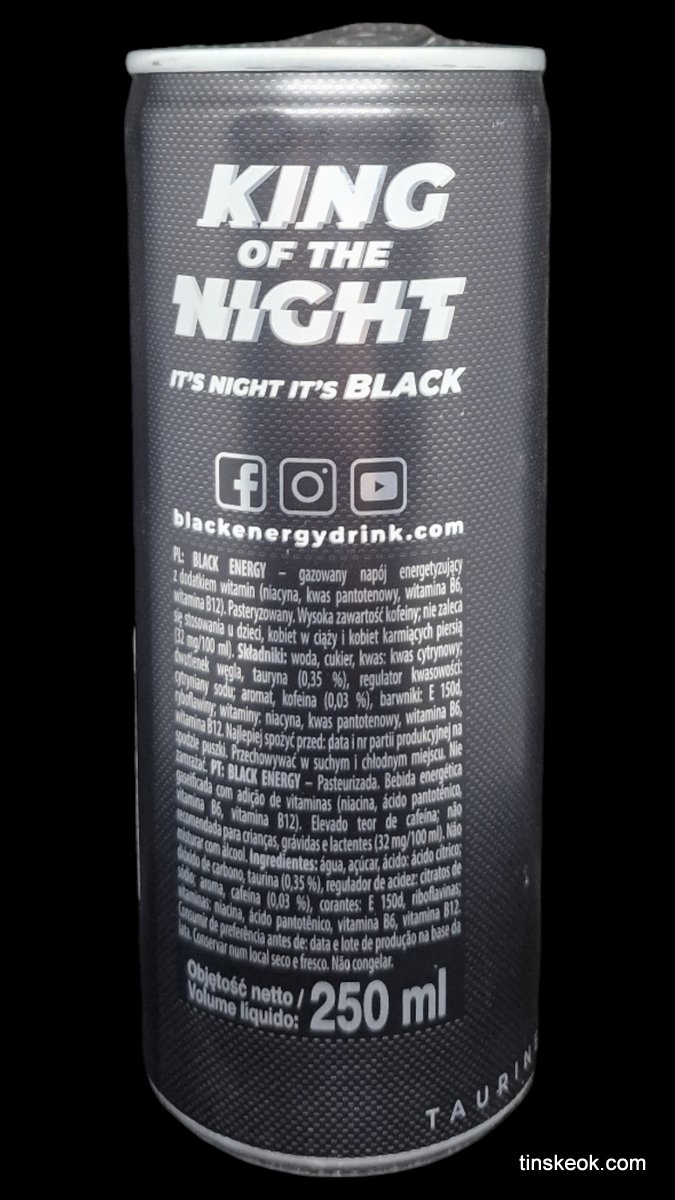 KING
OF THE
NIGHT
IT'S NIGHT IT'S BLACK
blackenergydrink.com
PL: BLACK ENERGY – gazowany napój energetyzujący
z dodatkiem witamin (niacyna, kwas pantotenowy, witamina B6,
witamina B12). Pasteryzowany. Wysoka zawartość kofeiny; nie zaleca
się stosowania u dzieci, kobiet w ciąży i kobiet karmiących piersią
(32 mg/100 ml). Składniki: woda, cukier, kwas: kwas cytrynowy;
dwutlenek węgla, tauryna (0,35 %), regulator kwasowości:
cytryniany sodu; aromat, kofeina (0,03 %), barwniki: E 150d,
ryboflawiny; witaminy: niacyna, kwas pantotenowy, witamina B6,
witamina B12. Najlepiej spożyć przed: data i nr partii produkcyjnej na
spodzie puszki. Przechowywać w suchym i chłodnym miejscu. Nie
zamrażać. PT: BLACK ENERGY – Pasteurizada. Bebida energética
gaseificada com adição de vitaminas (niacina, ácido pantoténico,
vitamina B6, vitamina B12). Elevado teor de cafeína; não
recomendada para crianças, grávidas e lactentes (32 mg/100 ml). Não
misturar com álcool. Ingredientes: água, açúcar, ácido: ácido cítrico;
dióxido de carbono, taurina (0,35 %), regulador de acidez: citratos de
sódio; aroma, cafeína (0,03 %), corantes: E 150d, riboflavinas;
vitaminas: niacina, ácido pantotênico, vitamina B6, vitamina B12.
Consumir de preferência antes de: data e lote de produção na base da
lata. Conservar num local seco e fresco. Não congelar.
Objętość netto /
Volume líquido: 250 ml
TAURINE
tinskeok.com